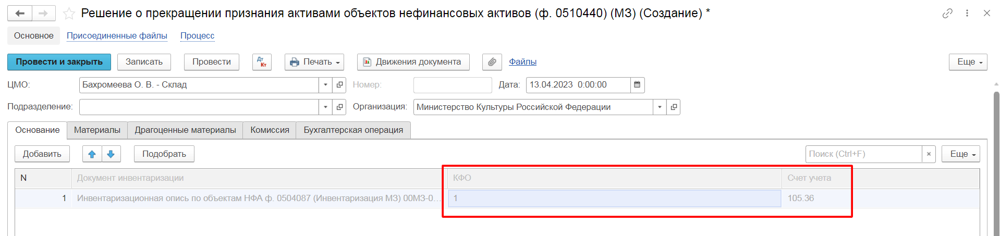 Решение о прекращении признания активами объектов нефинансовых активов (ф. 0510440) (МЗ) (Создание) *
Основное Присоединенные файлы Процесс
Провести и закрыть Записать Провести Дт Кт Печать Движения документа Файлы Еще
ЦМО: Бахромеева О. В. - Склад Номер: Дата: 13.04.2023 0:00:00
Подразделение: Организация: Министерство Культуры Российской Федерации
Основание Материалы Драгоценные материалы Комиссия Бухгалтерская операция
Добавить Подобрать Поиск (Ctrl+F) × Еще
N Документ инвентаризации КФО Счет учета
1 Инвентаризационная опись по объектам НФА ф. 0504087 (Инвентаризация МЗ) 00МЗ-0... 1 105.36